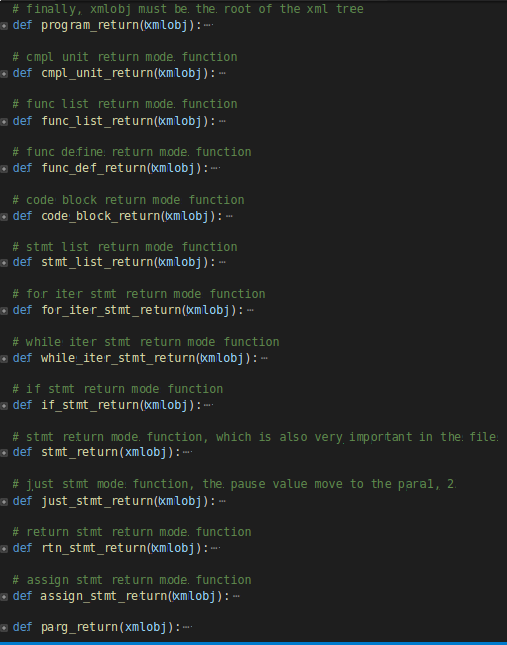 # finally, xmlobj must be the root of the xml tree
def program_return(xmlobj):⋯
# cmpl unit return mode function
def cmpl_unit_return(xmlobj):⋯
# func list return mode function
def func_list_return(xmlobj):⋯
# func define return mode function
def func_def_return(xmlobj):⋯
# code block return mode function
def code_block_return(xmlobj):⋯
# stmt list return mode function
def stmt_list_return(xmlobj):⋯
# for iter stmt return mode function
def for_iter_stmt_return(xmlobj):⋯
# while iter stmt return mode function
def while_iter_stmt_return(xmlobj):⋯
# if stmt return mode function
def if_stmt_return(xmlobj):⋯
# stmt return mode function, which is also very important in the file.
def stmt_return(xmlobj):⋯
# just stmt mode function, the pause value move to the para1, 2
def just_stmt_return(xmlobj):⋯
# return stmt return mode function
def rtn_stmt_return(xmlobj):⋯
# assign stmt return mode function
def assign_stmt_return(xmlobj):⋯
def parg_return(xmlobj):⋯